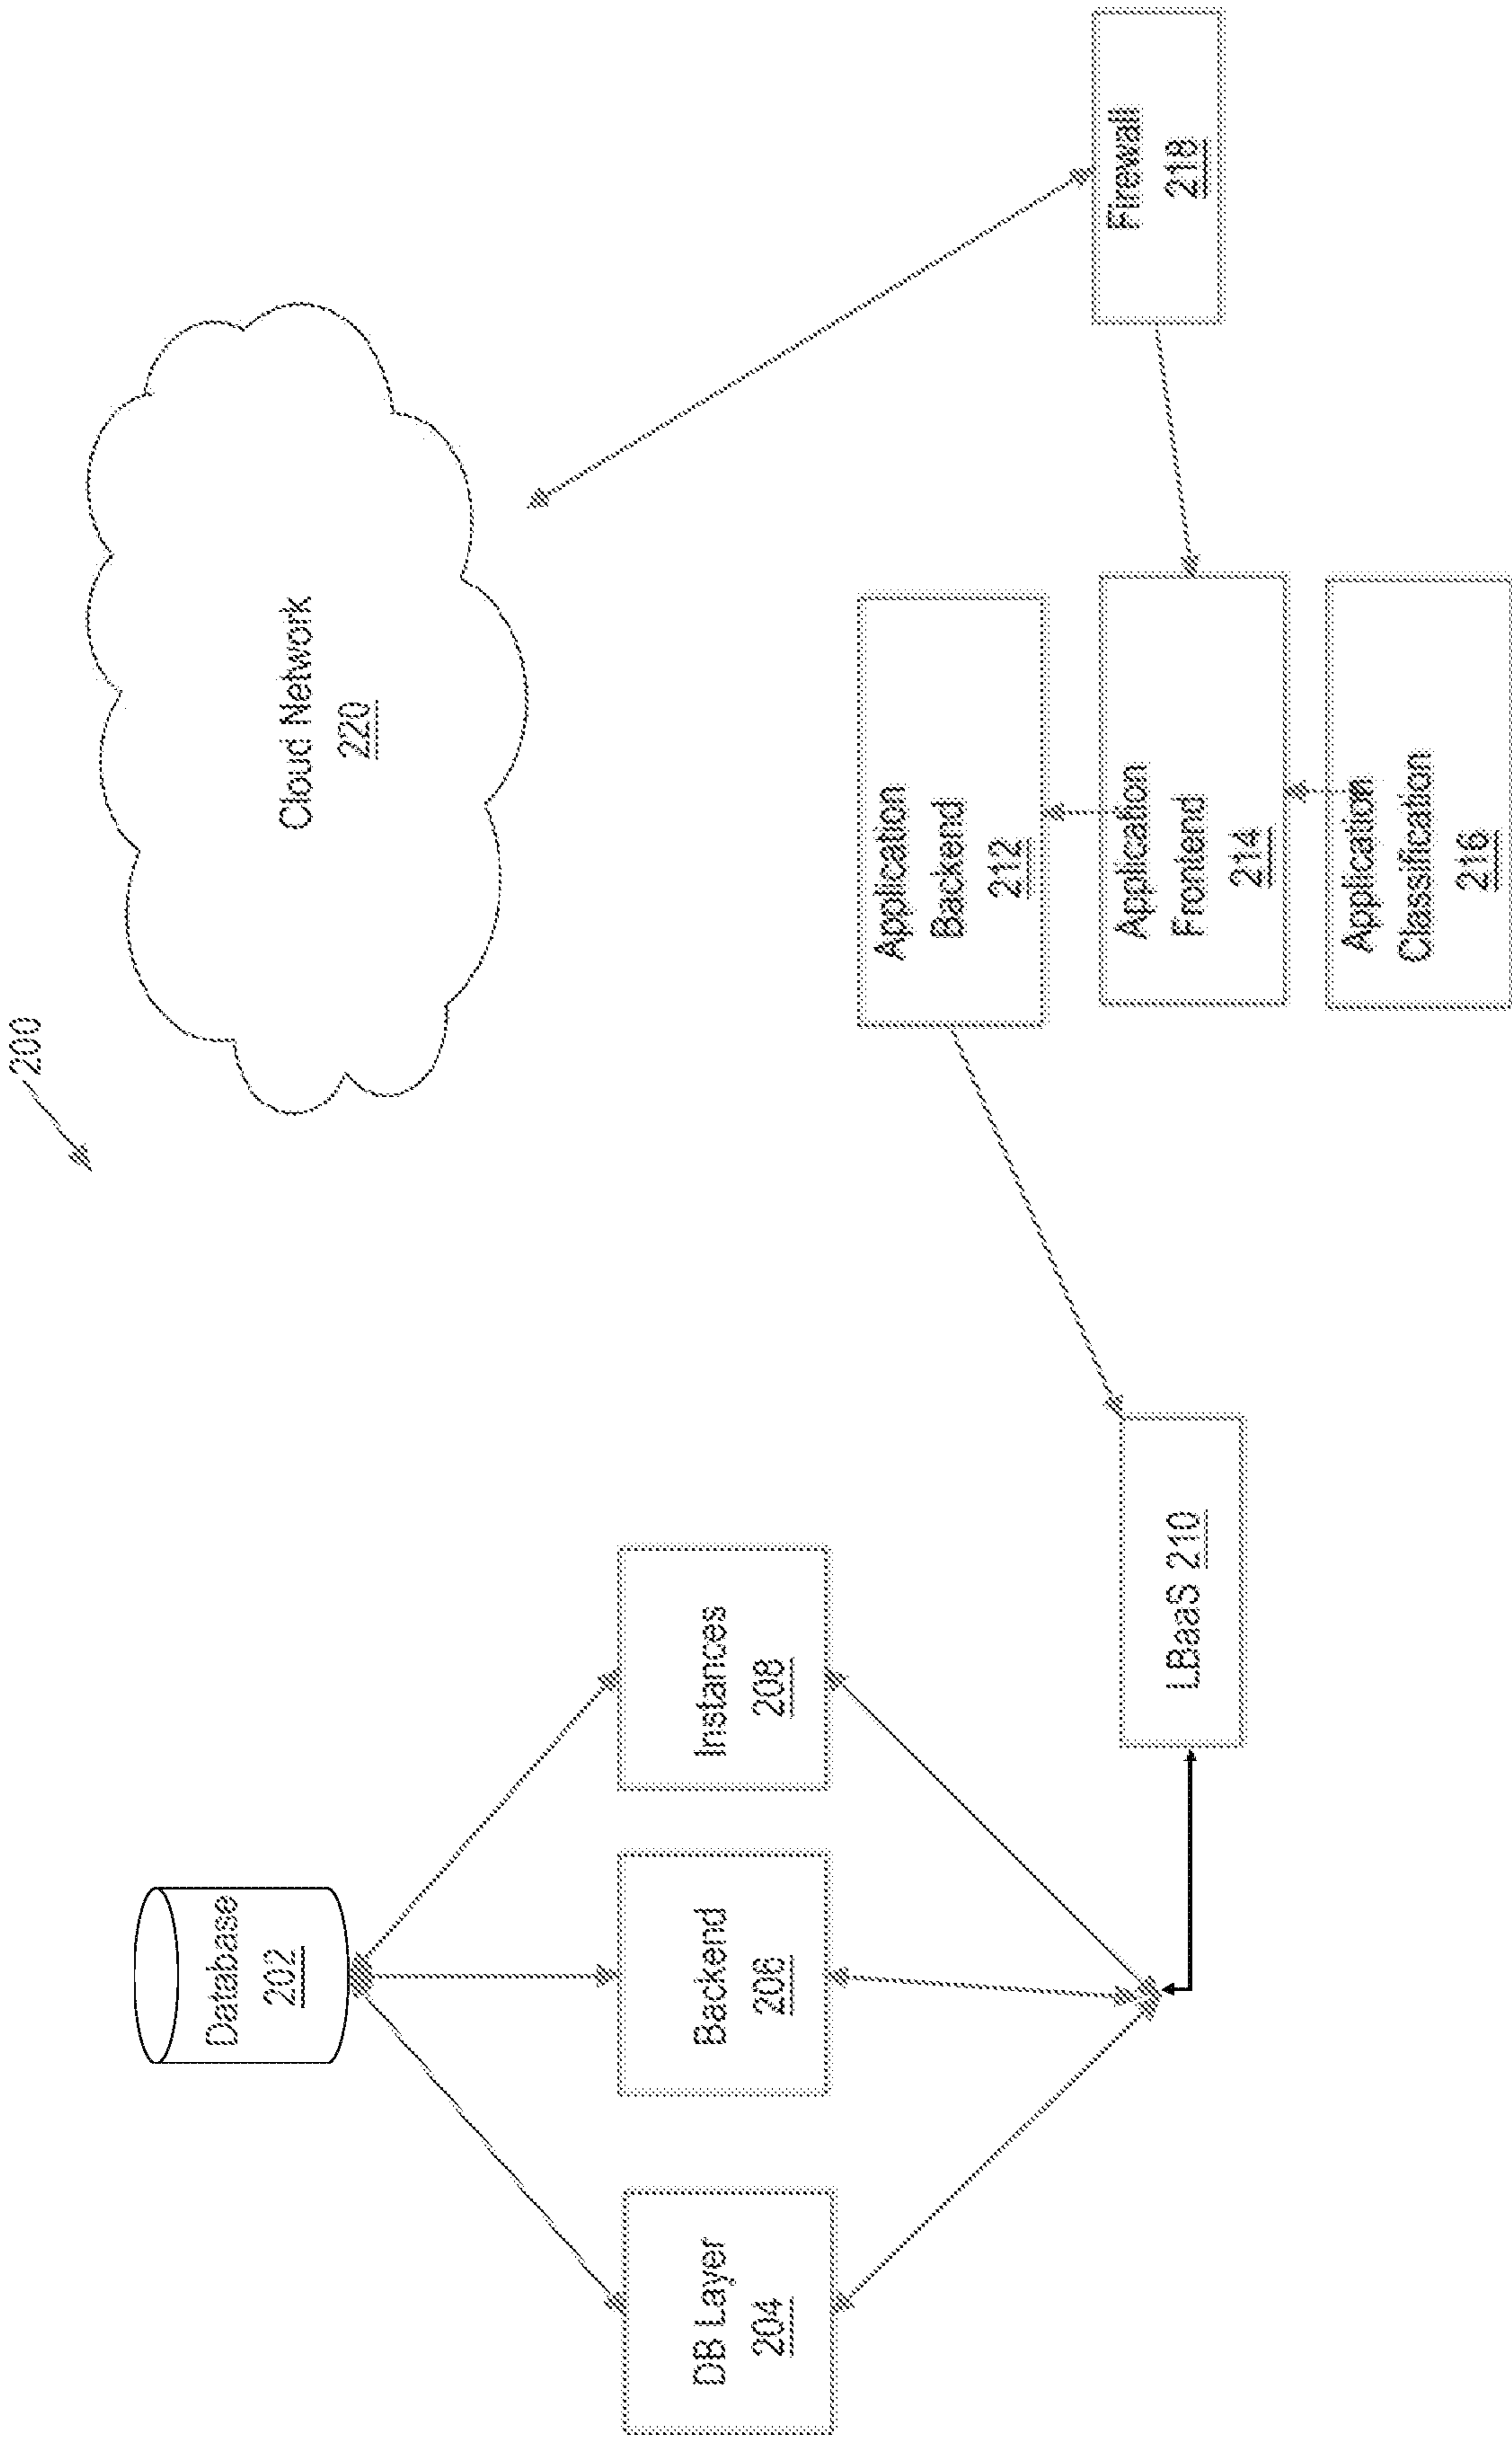 200
Database
202
Cloud Network
220
DB Layer
204
Backend
206
Instances
208
Application
Backend
212
LBaaS 210
Application
Frontend
214
Firewall
218
Application
Classification
216